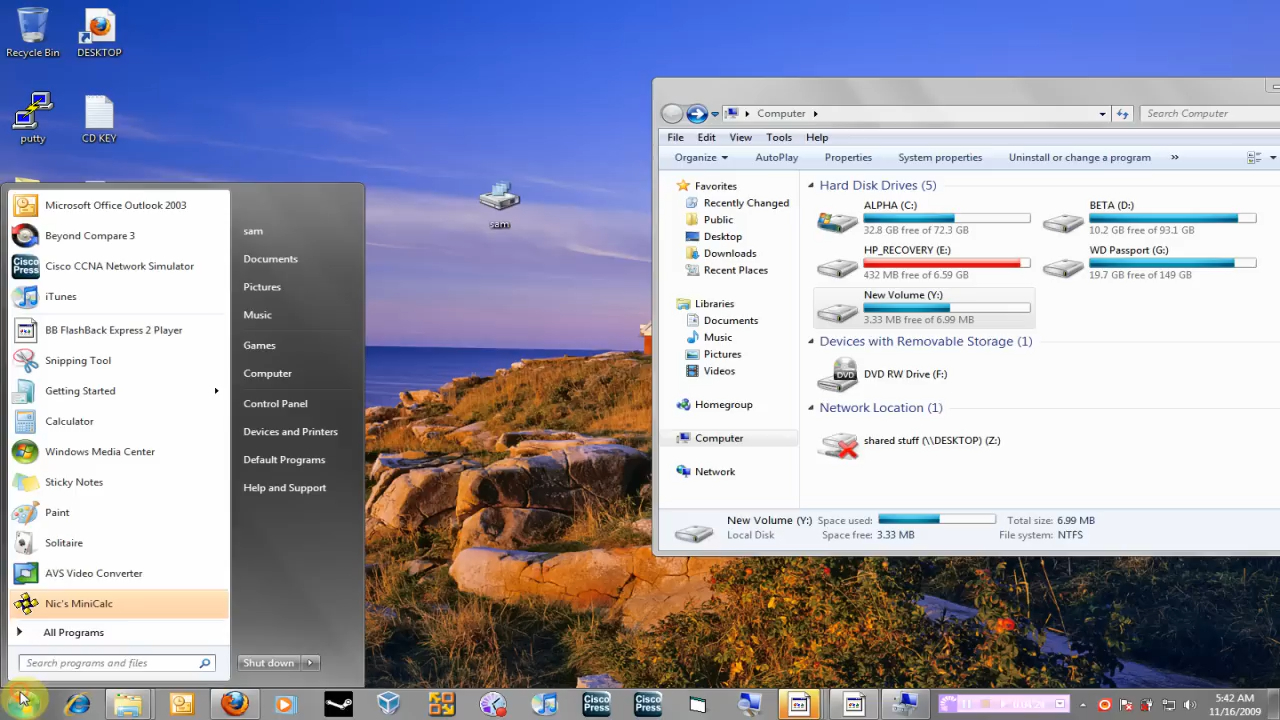 Recycle Bin
DESKTOP
putty
CD KEY
sam
Microsoft Office Outlook 2003
Beyond Compare 3
Cisco CCNA Network Simulator
iTunes
BB FlashBack Express 2 Player
Snipping Tool
Getting Started
Calculator
Windows Media Center
Sticky Notes
Paint
Solitaire
AVS Video Converter
Nic's MiniCalc
All Programs
Search programs and files
sam
Documents
Pictures
Music
Games
Computer
Control Panel
Devices and Printers
Default Programs
Help and Support
Shut down
Computer
Search Computer
File Edit View Tools Help
Organize AutoPlay Properties System properties Uninstall or change a program »
Favorites
Recently Changed
Public
Desktop
Downloads
Recent Places
Libraries
Documents
Music
Pictures
Videos
Homegroup
Computer
Network
Hard Disk Drives (5)
ALPHA (C:)
32.8 GB free of 72.3 GB
BETA (D:)
10.2 GB free of 93.1 GB
HP_RECOVERY (E:)
432 MB free of 6.59 GB
WD Passport (G:)
19.7 GB free of 149 GB
New Volume (Y:)
3.33 MB free of 6.99 MB
Devices with Removable Storage (1)
DVD
DVD RW Drive (F:)
Network Location (1)
shared stuff (\\DESKTOP) (Z:)
New Volume (Y:) Space used: Total size: 6.99 MB
Local Disk Space free: 3.33 MB File system: NTFS
Cisco Press
Cisco Press
Cisco Press
5:42 AM
11/16/2009